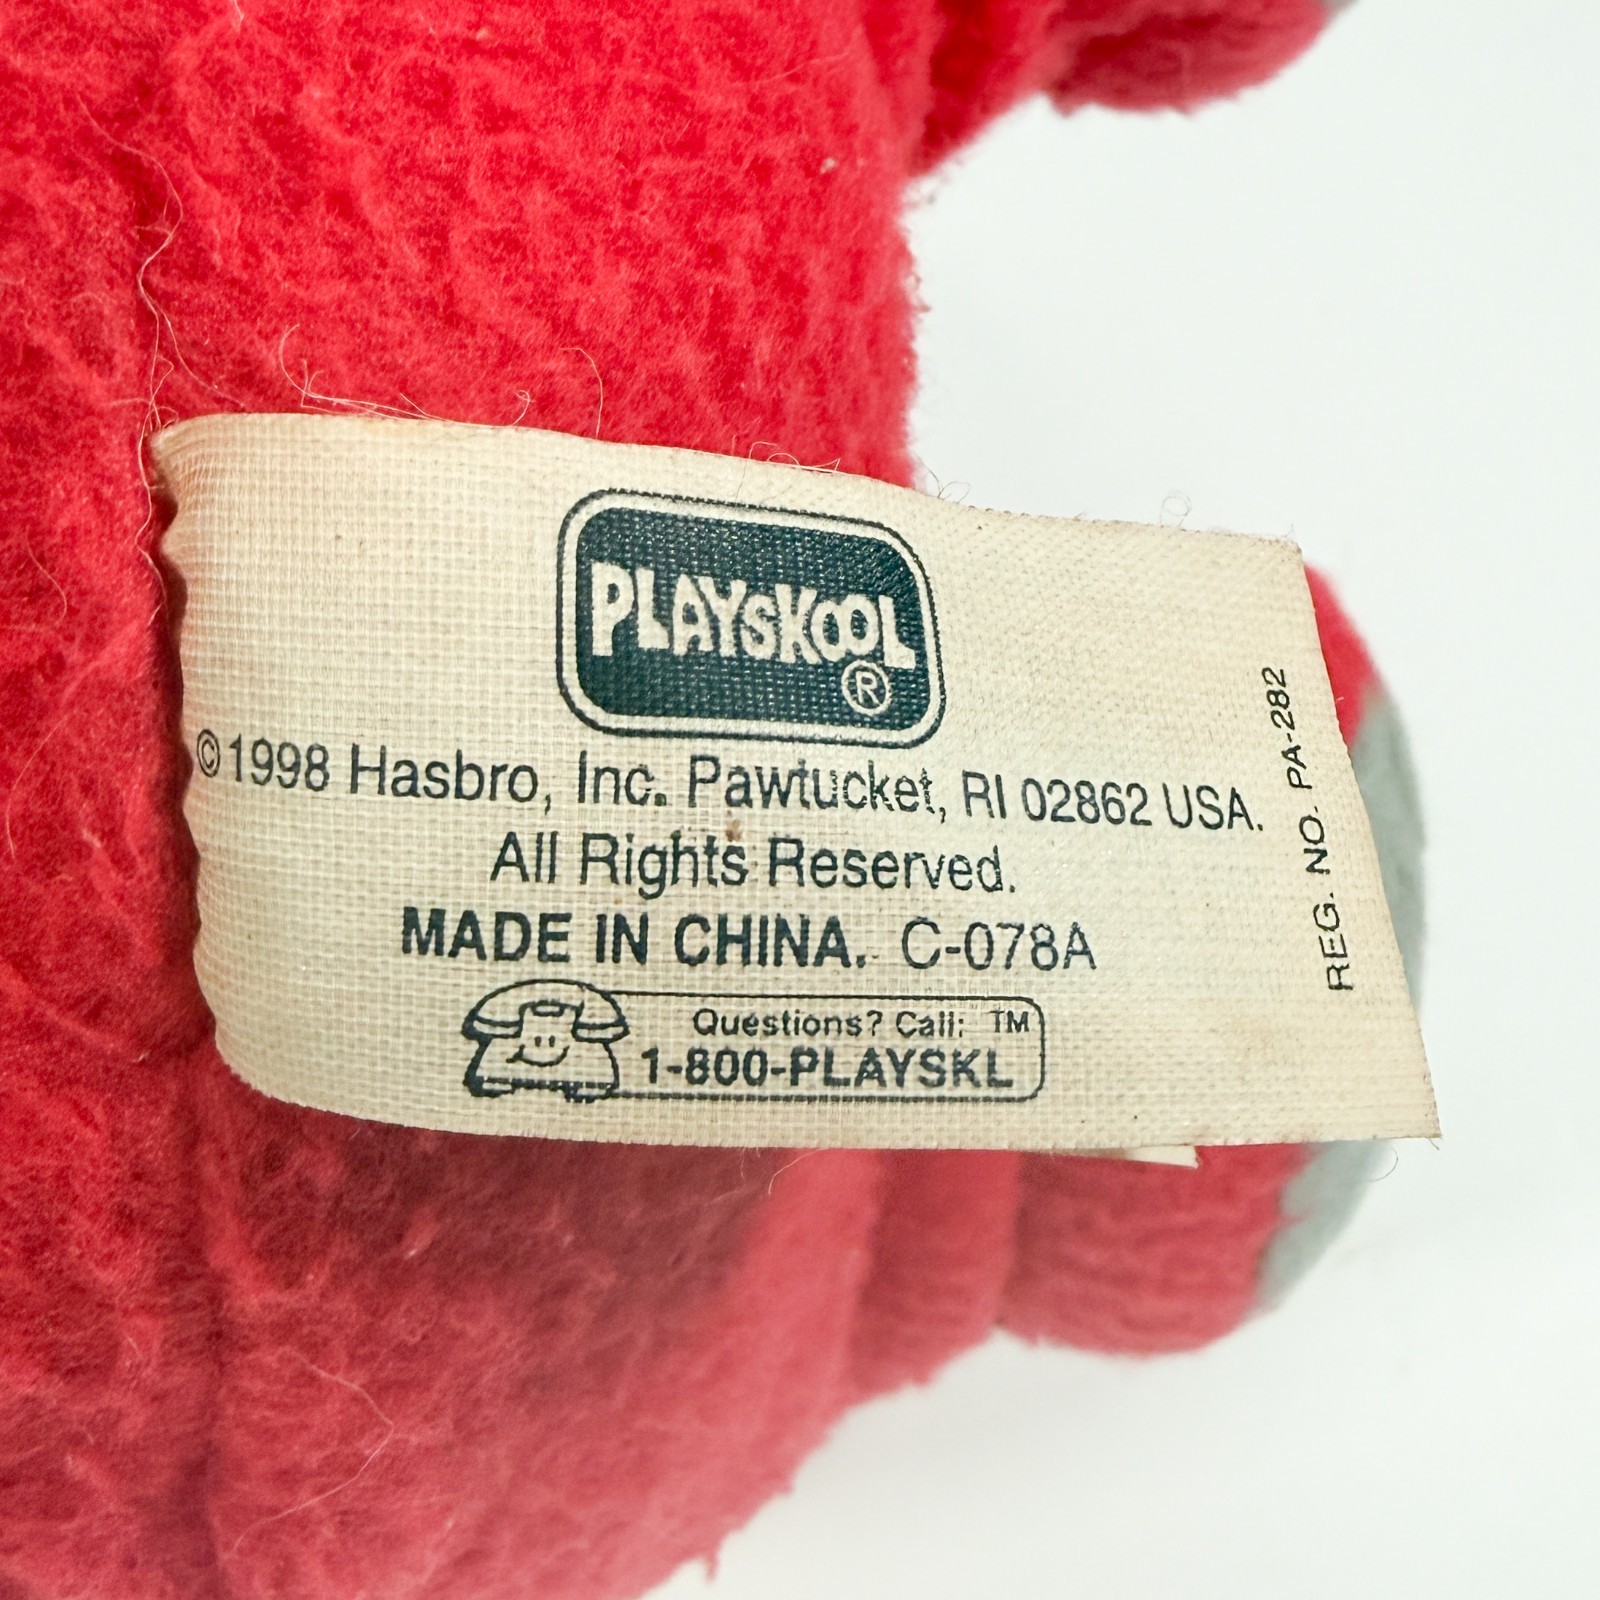 PLAYSKOOL
®
©1998 Hasbro, Inc. Pawtucket, RI 02862 USA.
All Rights Reserved.
MADE IN CHINA. C-078A
Questions? Call: ™
1-800-PLAYSKL
REG. NO. PA-282